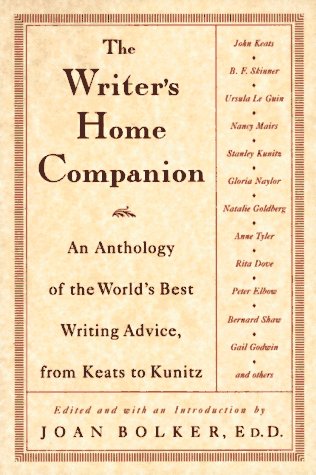 The
Writer's
Home
Companion
An Anthology
of the World's Best
Writing Advice,
from Keats to Kunitz
John Keats
B. F. Skinner
Ursula Le Guin
Nancy Mairs
Stanley Kunitz
Gloria Naylor
Natalie Goldberg
Anne Tyler
Rita Dove
Peter Elbow
Bernard Shaw
Gail Godwin
and others
Edited and with an Introduction by
JOAN BOLKER, ED.D.